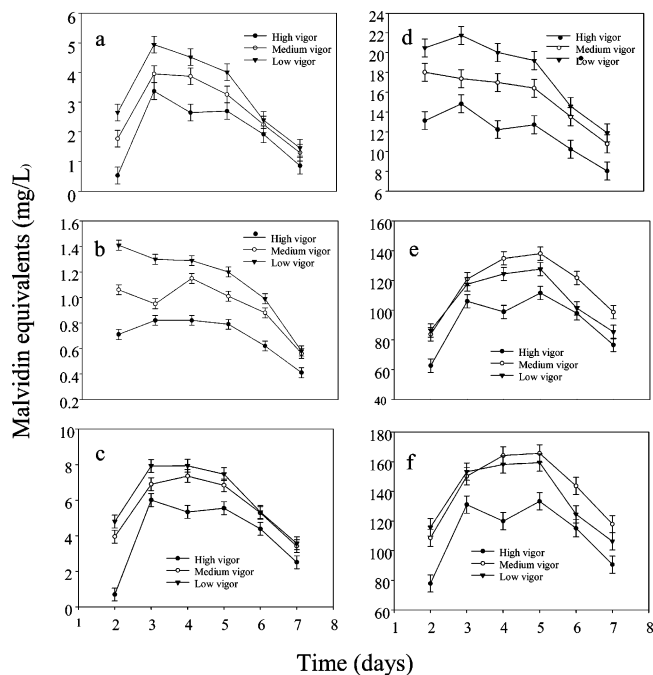 Malvidin equivalents (mg/L)
a
6
5
4
3
2
1
0
High vigor
Medium vigor
Low vigor
d
24
22
20
18
16
14
12
10
8
6
High vigor
Medium vigor
Low vigor
b
1.6
1.4
1.2
1.0
0.8
0.6
0.4
0.2
High vigor
Medium vigor
Low vigor
e
160
140
120
100
80
60
40
High vigor
Medium vigor
Low vigor
c
10
8
6
4
2
0
High vigor
Medium vigor
Low vigor
1 2 3 4 5 6 7 8
f
180
160
140
120
100
80
60
High vigor
Medium vigor
Low vigor
1 2 3 4 5 6 7 8
Time (days)